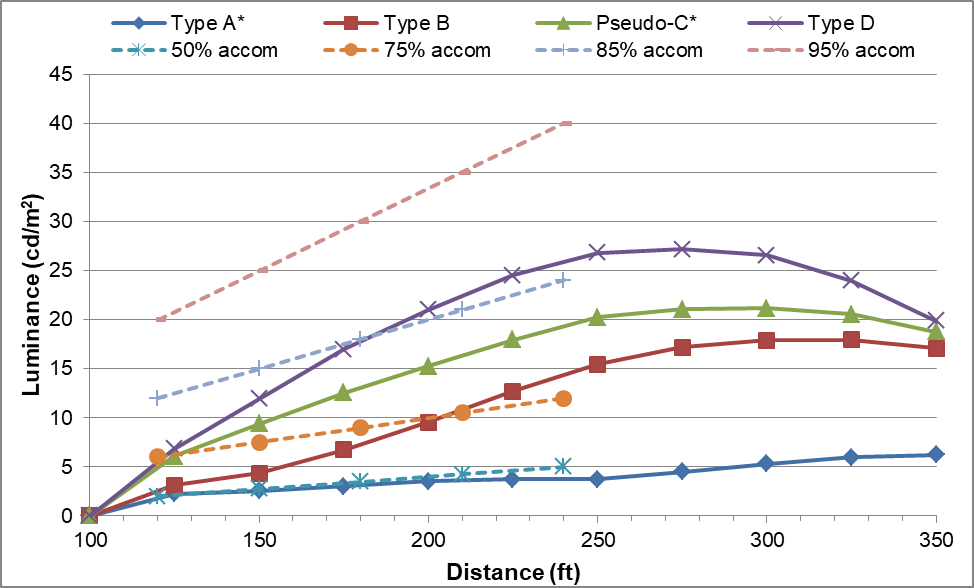 Type A* Type B Pseudo-C* Type D
50% accom 75% accom 85% accom 95% accom
45
40
35
30
25
20
15
10
5
0
Luminance (cd/m²)
100 150 200 250 300 350
Distance (ft)